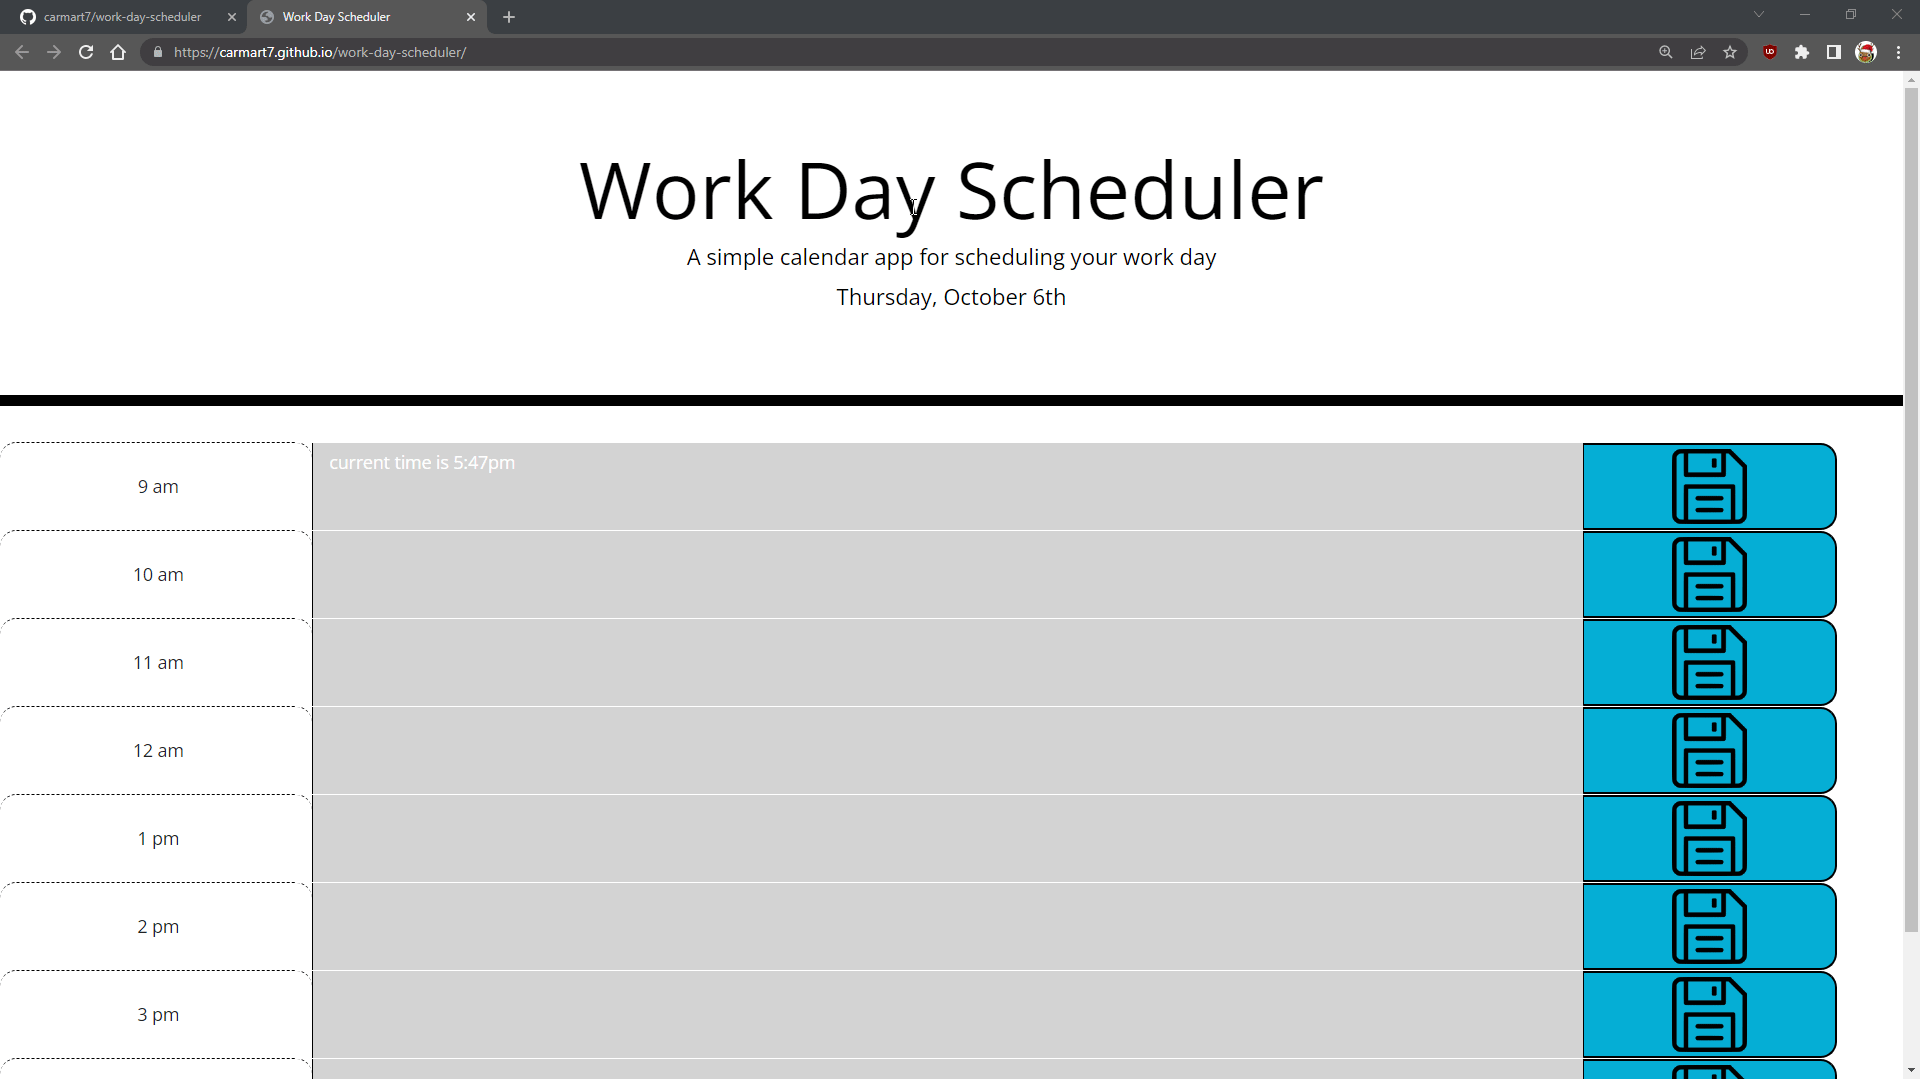 carmart7/work-day-scheduler
Work Day Scheduler
https://carmart7.github.io/work-day-scheduler/
Work Day Scheduler
A simple calendar app for scheduling your work day
Thursday, October 6th
9 am
current time is 5:47pm
10 am
11 am
12 am
1 pm
2 pm
3 pm